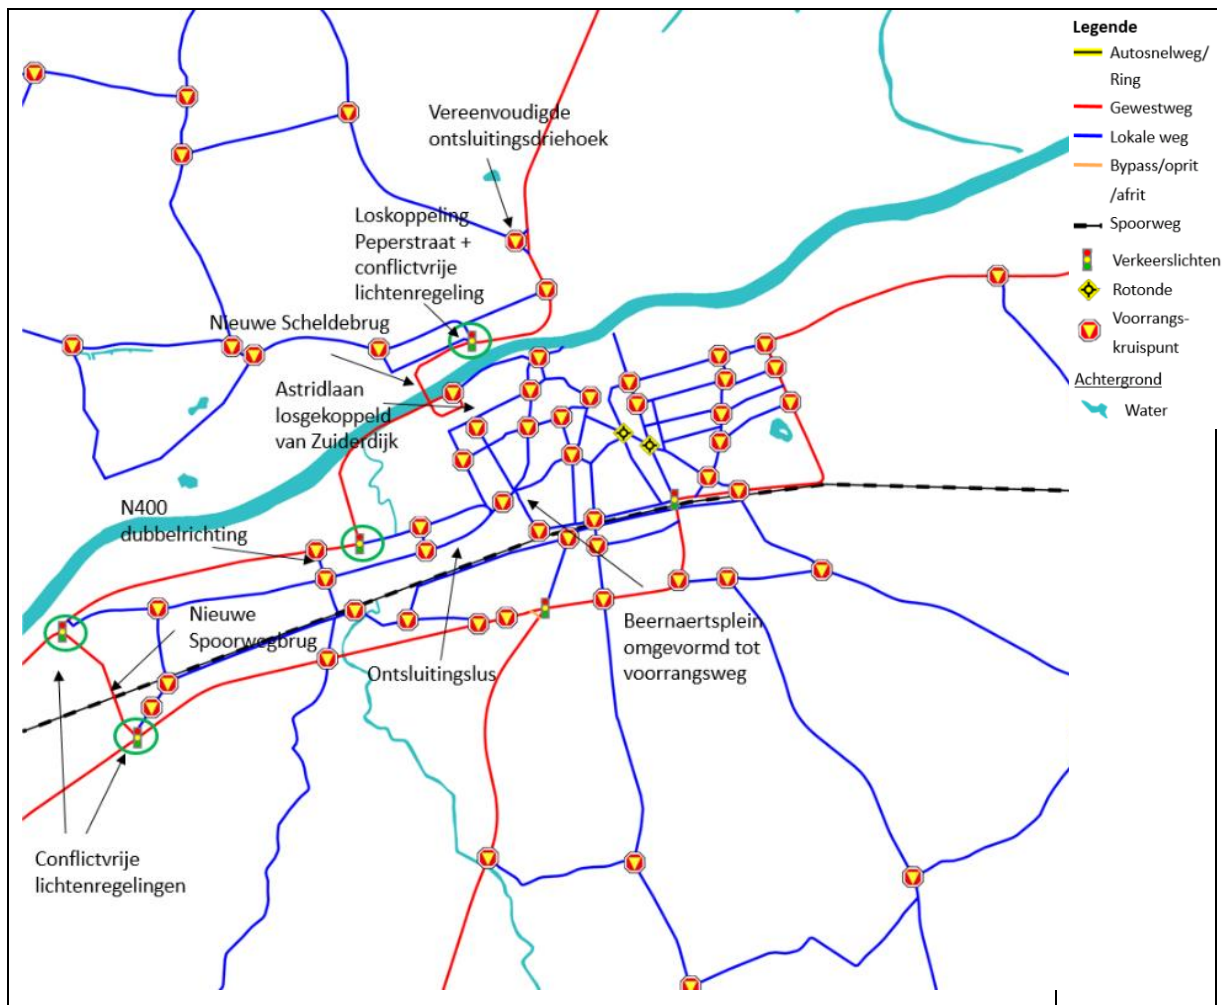 Vereenvoudigde
ontsluitingsdriehoek
Loskoppeling
Peperstraat +
conflictvrije
lichtenregeling
Nieuwe Scheldebrug
Astridlaan
losgekoppeld
van Zuiderdijk
N400
dubbelrichting
Nieuwe
Spoorwegbrug
Ontsluitingslus
Beernaertsplein
omgevormd tot
voorrangsweg
Conflictvrije
lichtenregelingen
Legende
Autosnelweg/
Ring
Gewestweg
Lokale weg
Bypass/oprit
/afrit
Spoorweg
Verkeerslichten
Rotonde
Voorrangs-
kruispunt
Achtergrond
Water